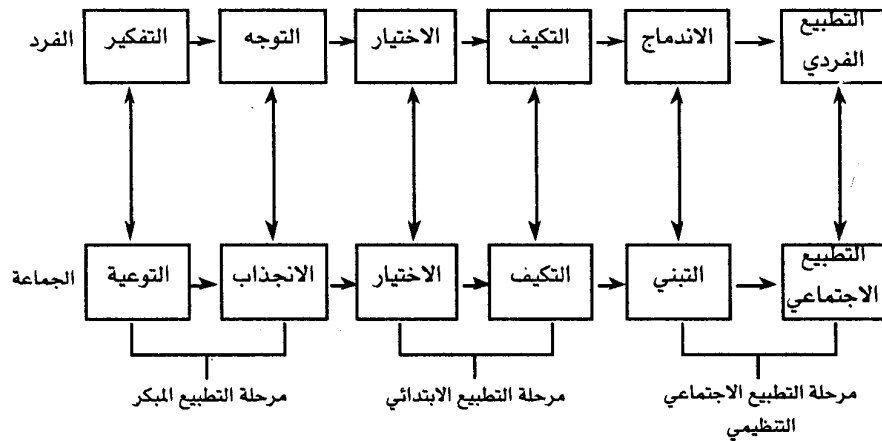 الفرد
التفكير
التوجه
الاختيار
التكيف
الاندماج
التطبيع
الفردي
الجماعة
التوعية
الانجذاب
الاختيار
التكيف
التبني
التطبيع
الاجتماعي
مرحلة التطبيع المبكر
مرحلة التطبيع الابتدائي
مرحلة التطبيع الاجتماعي
التنظيمي